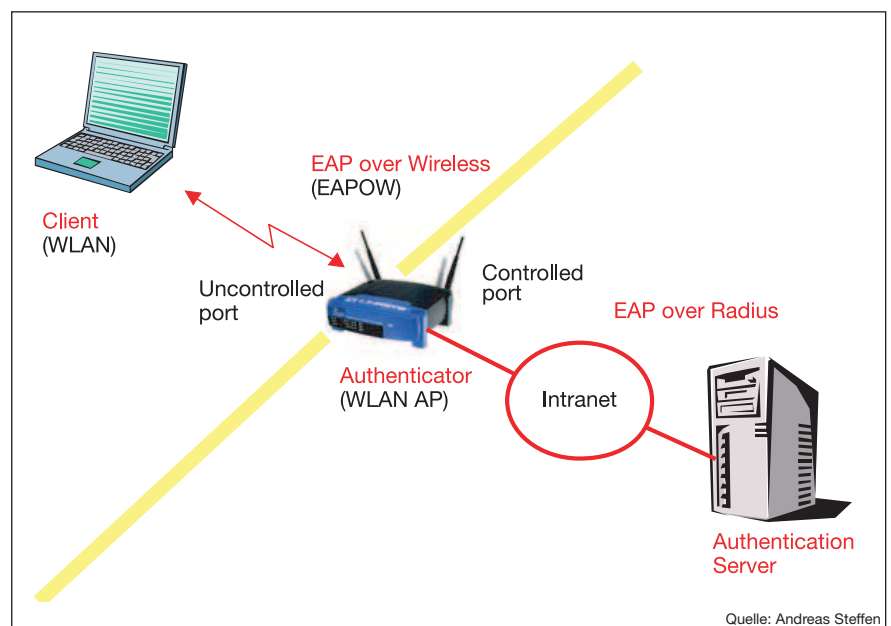 EAP over Wireless
(EAPOW)
Client
(WLAN)
Uncontrolled
port
Controlled
port
EAP over Radius
Authenticator
(WLAN AP)
Intranet
Authentication
Server
Quelle: Andreas Steffen